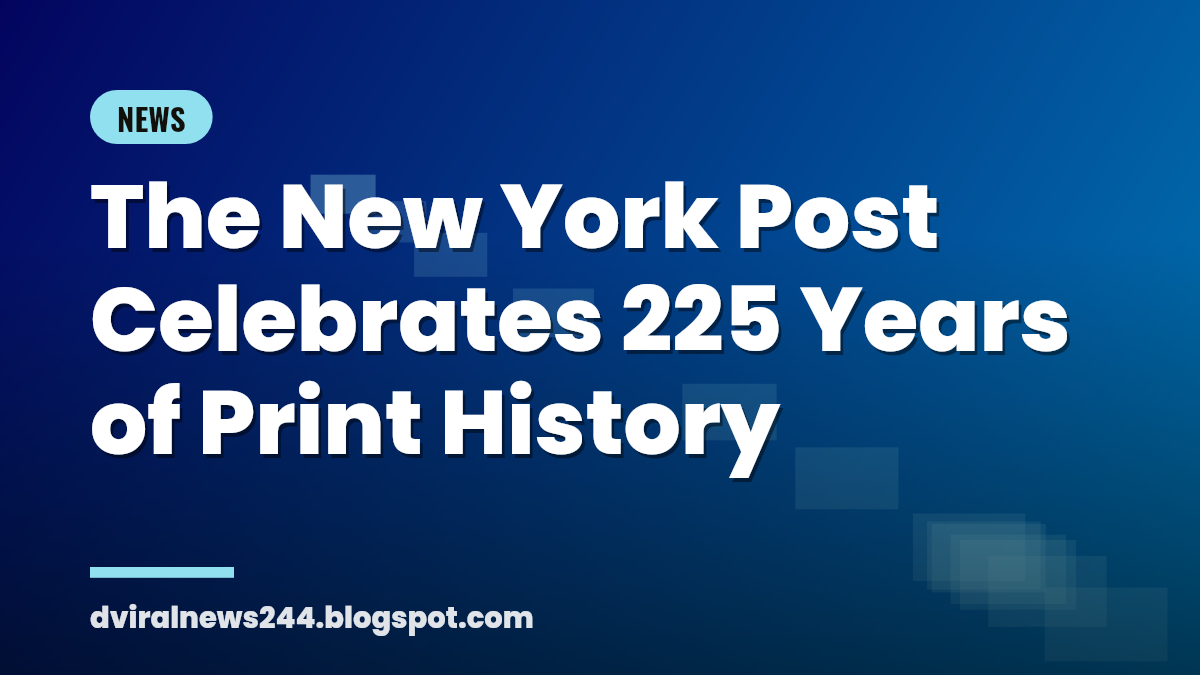 NEWS
The New York Post
Celebrates 225 Years
of Print History
dviralnews244.blogspot.com